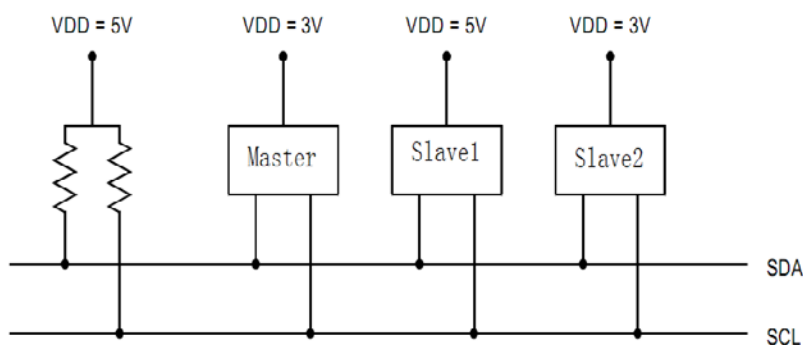 VDD = 5V
VDD = 3V
VDD = 5V
VDD = 3V
Master
Slave1
Slave2
SDA
SCL